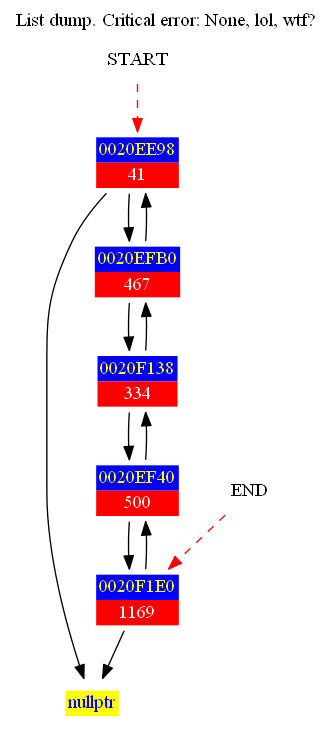 List dump. Critical error: None, lol, wtf?
START
0020EE98
41
0020EFB0
467
0020F138
334
0020EF40
500
END
0020F1E0
1169
nullptr